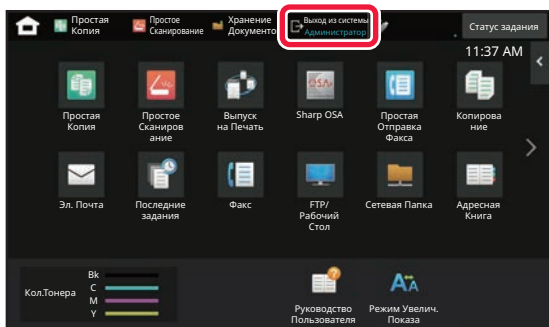 Простая Копия
Простое Сканирование
Хранение Документо
Выход из системы
Администратор
Статус задания
11:37 AM
Простая Копия
Простое Сканиров ание
Выпуск на Печать
Sharp OSA
OSA
Простая Отправка Факса
Копирова ние
Эл. Почта
Последние задания
Факс
FTP/ Рабочий Стол
Сетевая Папка
Адресная Книга
Кол.Тонера
Bk
C
M
Y
Руководство Пользователя
Режим Увелич. Показа